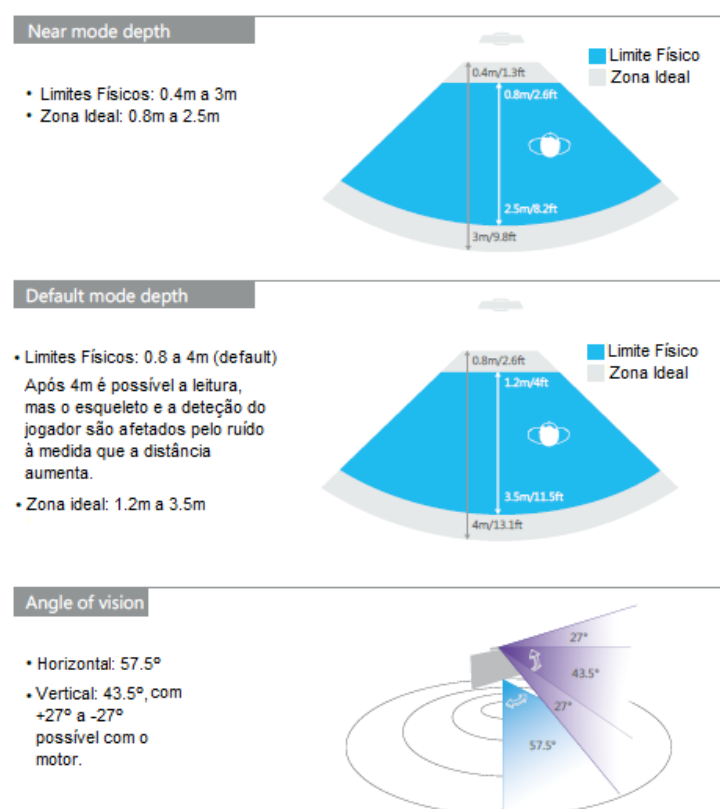 Near mode depth
• Limites Físicos: 0.4m a 3m
• Zona Ideal: 0.8m a 2.5m
Limite Físico
Zona Ideal
0.4m/1.3ft
0.8m/2.6ft
2.5m/8.2ft
3m/9.8ft
Default mode depth
• Limites Físicos: 0.8 a 4m (default)
Após 4m é possível a leitura,
mas o esqueleto e a deteção do
jogador são afetados pelo ruído
à medida que a distância
aumenta.
• Zona ideal: 1.2m a 3.5m
Limite Físico
Zona Ideal
0.8m/2.6ft
1.2m/4ft
3.5m/11.5ft
4m/13.1ft
Angle of vision
• Horizontal: 57.5º
• Vertical: 43.5º, com
+27º a -27º
possível com o
motor.
27°
43.5°
27°
57.5°